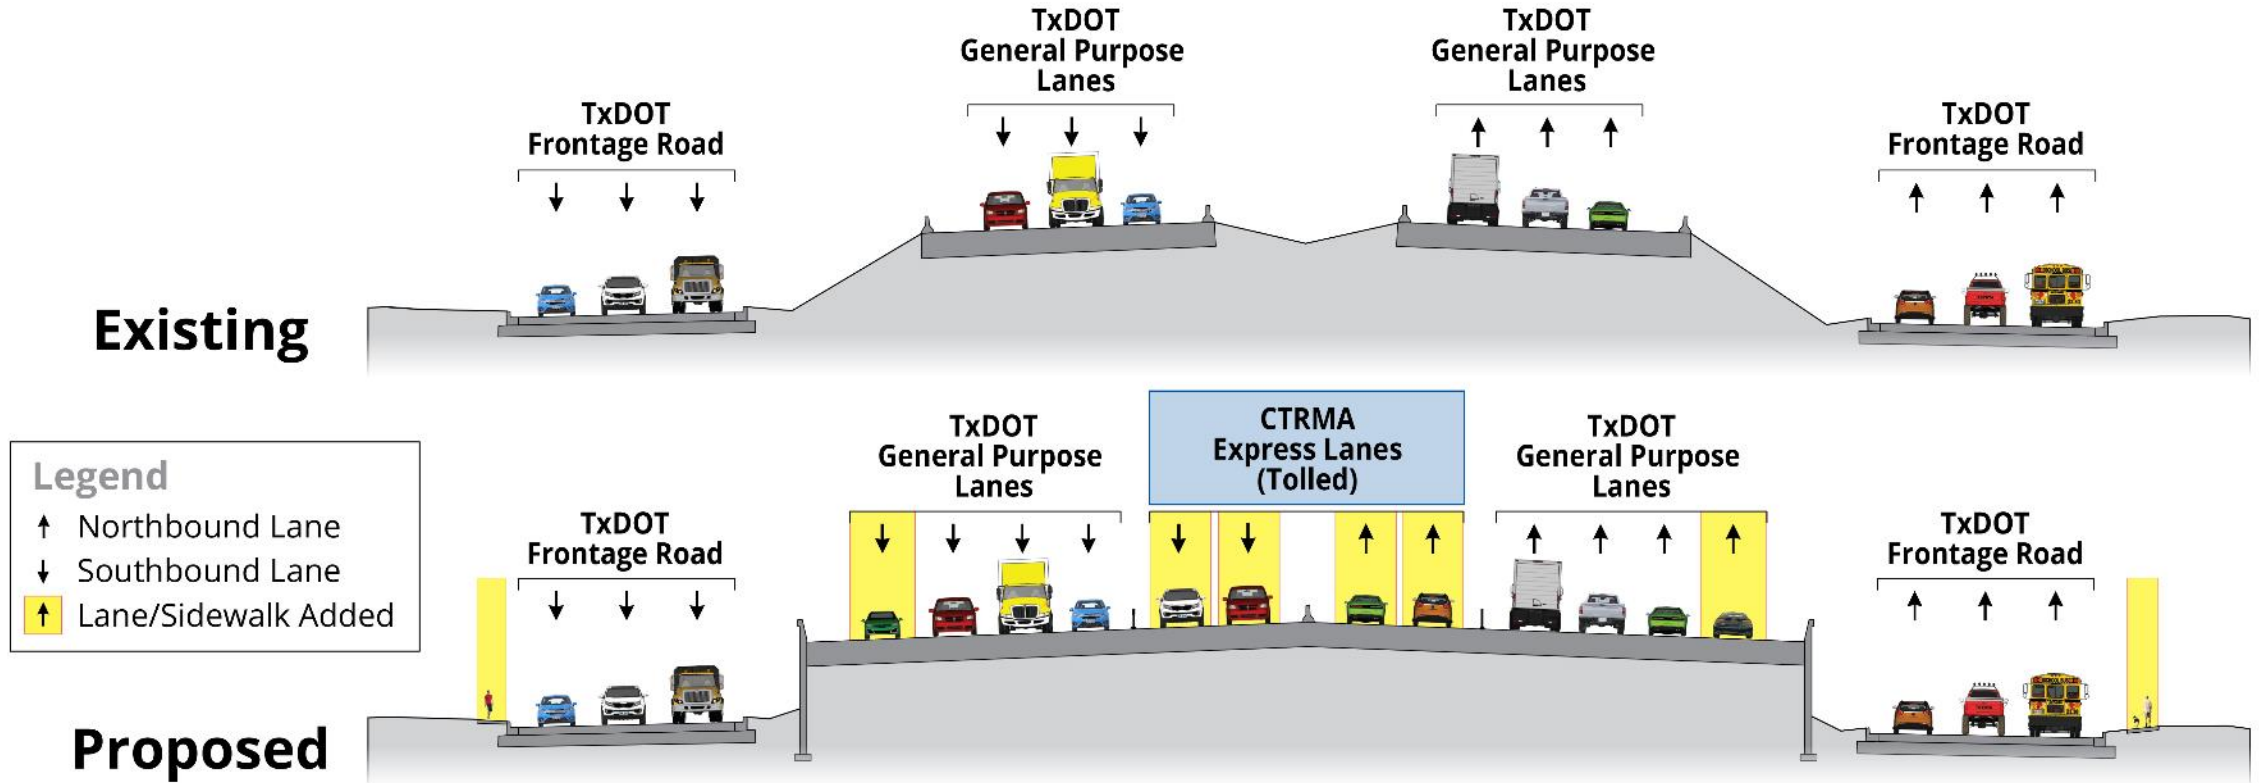 TxDOT
General Purpose
Lanes
TxDOT
General Purpose
Lanes
TxDOT
Frontage Road
TxDOT
Frontage Road
Existing
TxDOT
General Purpose
Lanes
CTRMA
Express Lanes
(Tolled)
TxDOT
General Purpose
Lanes
TxDOT
Frontage Road
TxDOT
Frontage Road
Legend
Northbound Lane
Southbound Lane
Lane/Sidewalk Added
Proposed